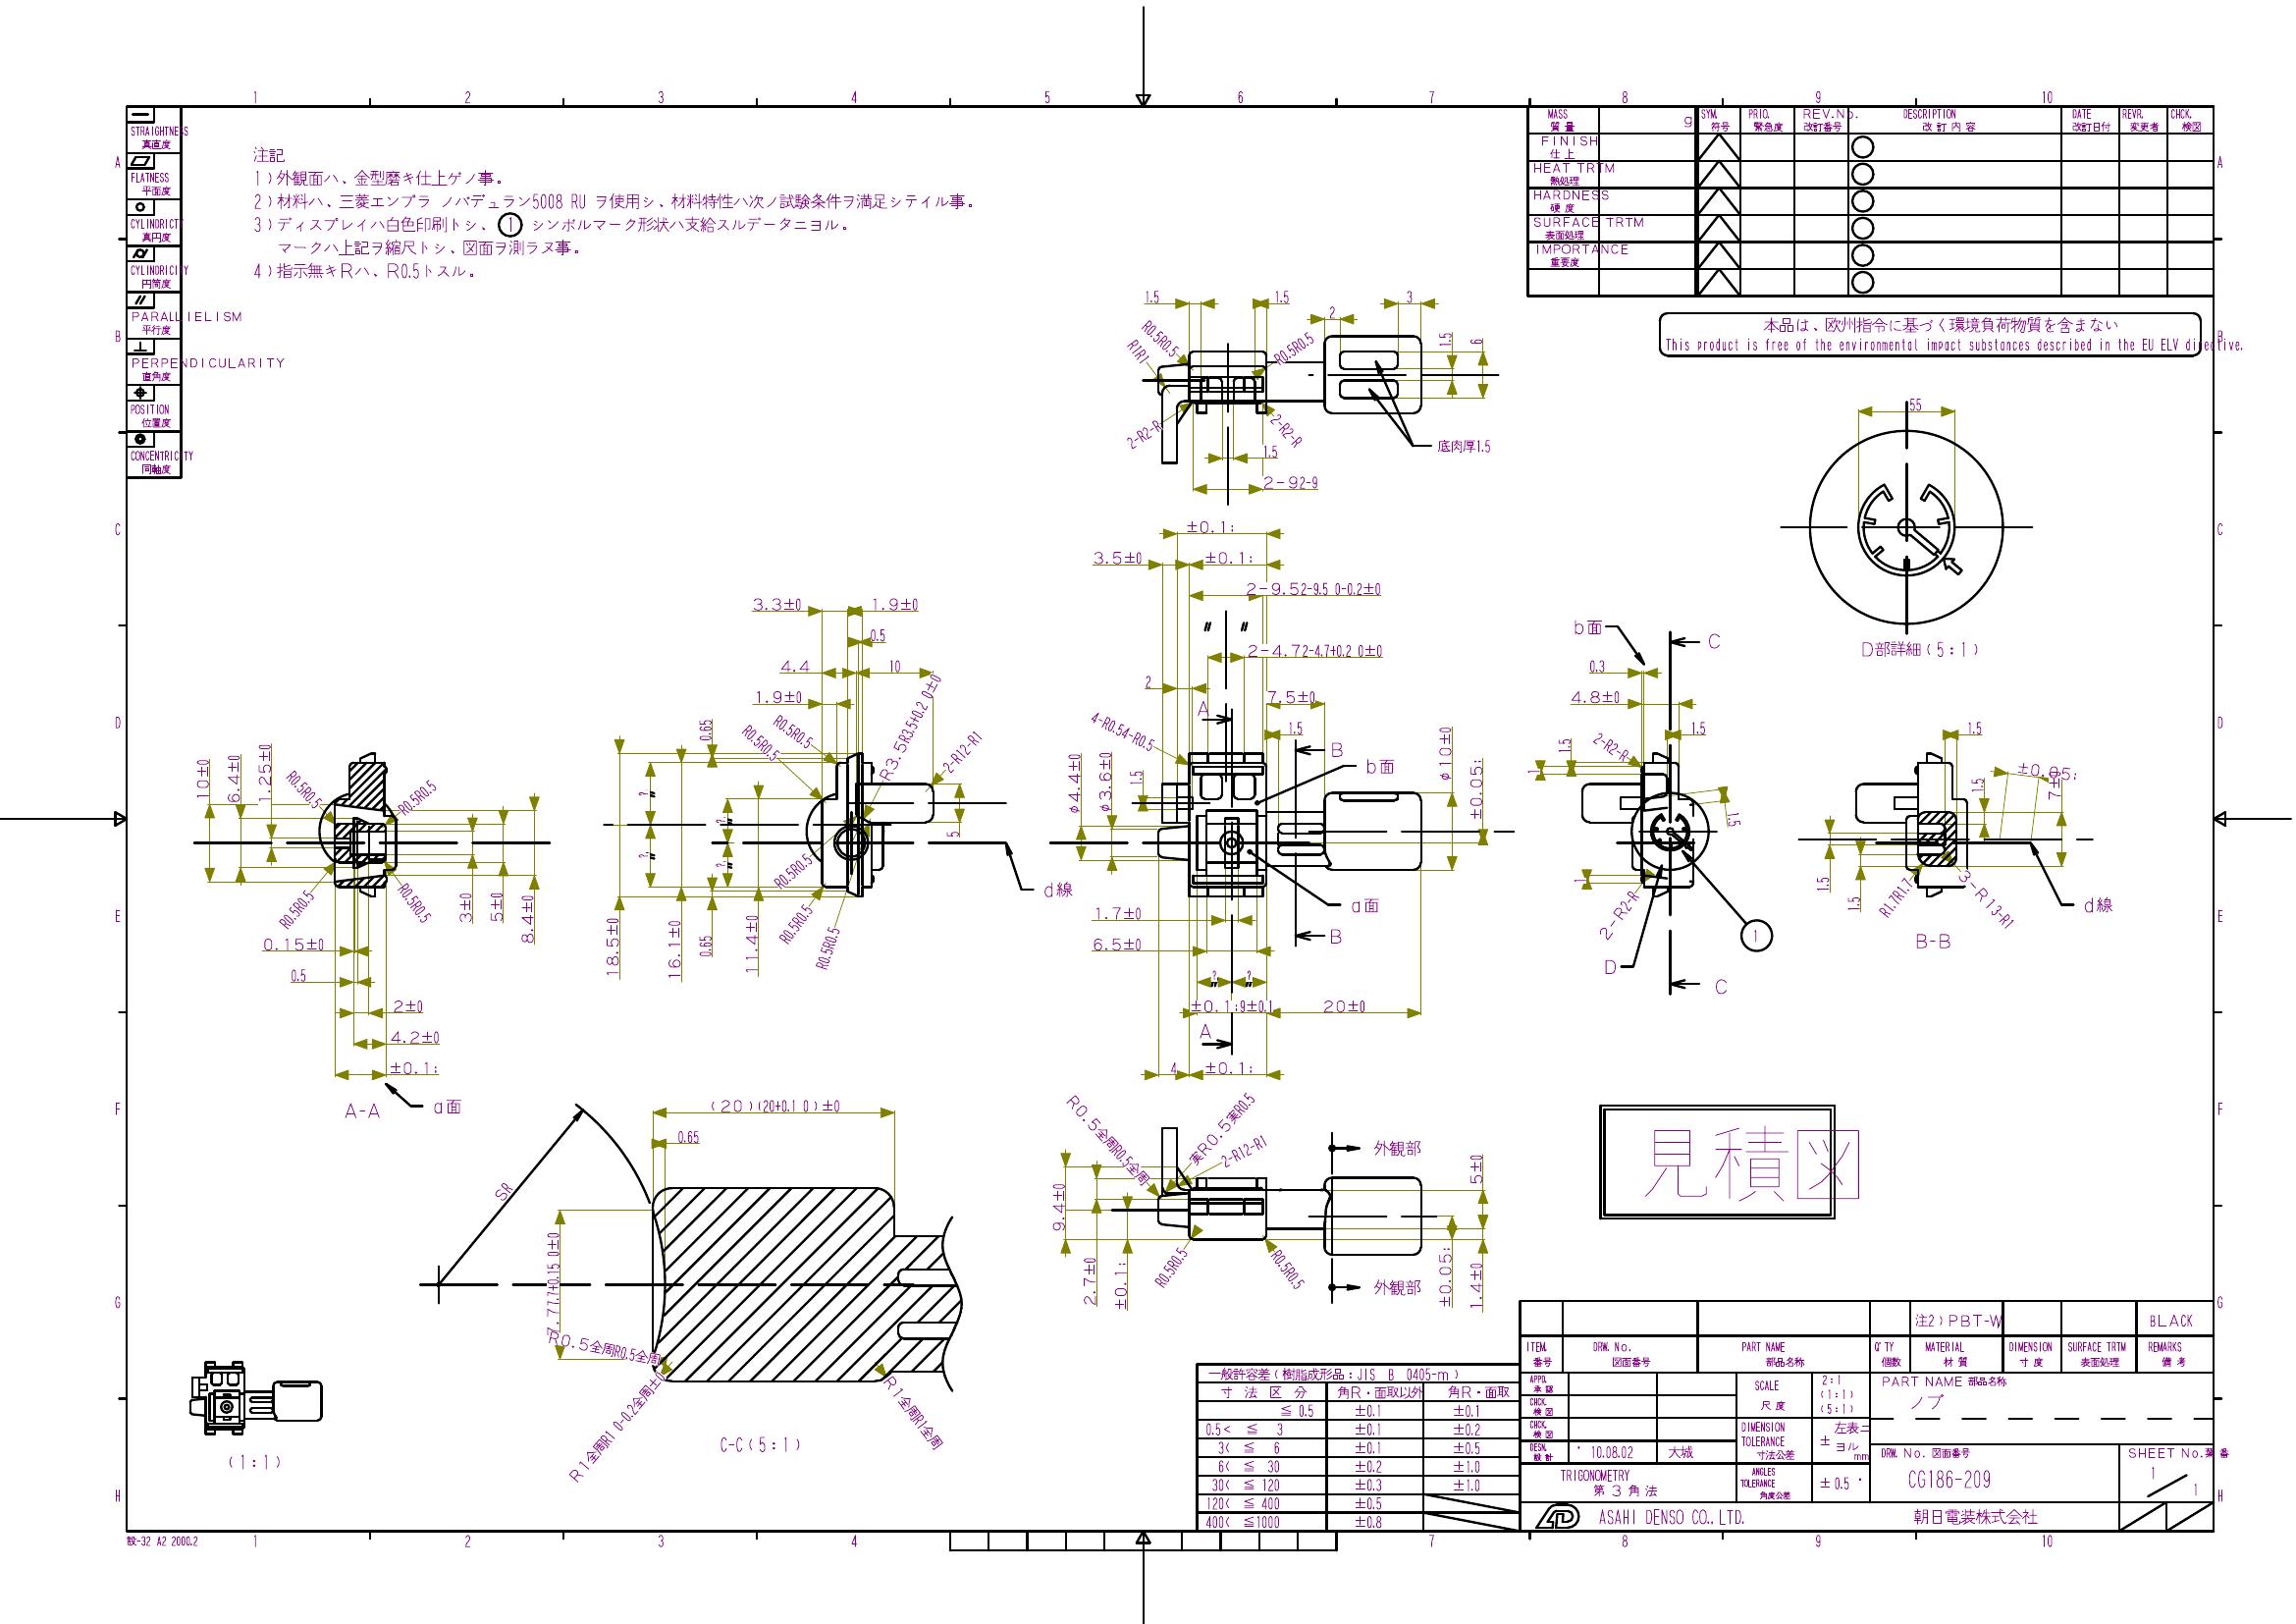 1 2 3 4 5 6 7 8 9 10
STRAIGHTNESS
真直度
FLATNESS
平面度
CYLINDRICTY
真円度
CYLINDRICITY
円筒度
PARALLIELISM
平行度
PERPENDICULARITY
直角度
POSITION
位置度
CONCENTRICITY
同軸度
注記
1)外観面ハ、金型磨キ仕上ゲノ事。
2)材料ハ、三菱エンプラ ノバデュラン5008 RU ヲ使用シ、材料特性ハ次ノ試験条件ヲ満足シテイル事。
3)ディスプレイハ白色印刷トシ、① シンボルマーク形状ハ支給スルデータニヨル。
マークハ上記ヲ縮尺トシ、図面ヲ測ラヌ事。
4)指示無キRハ、R0.5トスル。
MASS 質量 g
FINISH 仕上
HEAT TRTM 熱処理
HARDNESS 硬度
SURFACE TRTM 表面処理
IMPORTANCE 重要度
SYM. 符号 PRIO. 緊急度 REV.No. 改訂番号 DESCRIPTION 改訂内容 DATE 改訂日付 REVR. 変更者 CHCK. 検図
本品は、欧州指令に基づく環境負荷物質を含まない
This product is free of the environmental impact substances described in the EU ELV directive.
1.5 1.5 2 3
R0.5R0.5 R1R1 R0.5R0.5 1.5 6
2-R2-R 2-R2-R 1.5
底肉厚1.5
2-92-9
55
D部詳細(5:1)
±0.1:
3.5±0 ±0.1:
2-9.52-9.5 0-0.2±0
2-4.72-4.7+0.2 0±0
2 7.5±0 1.5
A B b面
4-R0.54-R0.5
φ4.4±0 φ3.6±0 1.5 φ10±0 ±0.05:
a面
1.7±0 B
6.5±0
±0.1:9±0.1 20±0
A
4 ±0.1:
3.3±0 1.9±0
0.5
4.4 10
1.9±0
0.65 R0.5R0.5 R0.5R0.5 R3.5R3.5+0.2 0±0 2-R12-R1
5
d線
18.5±0 16.1±0 0.65 11.4±0 R0.5R0.5 R0.5R0.5 R0.5R0.5
10±0 6.4±0 1.25±0 R0.5R0.5 R0.5R0.5
R0.5R0.5 R0.5R0.5 3±0 5±0 8.4±0
0.15±0
0.5
2±0
4.2±0
±0.1:
A-A a面
b面 C
0.3
4.8±0
1.5
1.5 2-R2-R 1 1.5
1 2-R2-R
D ① C
1.5
±0.05:
1.5 7±0
1.5 1.5 R1.7R1.7 3-R13-R1 d線
B-B
(20)(20+0.1 0)±0
0.65
SR
7.77.7+0.15 0±0
R0.5全周R0.5全周
R1全周R1 0-0.2全周±0
R1全周R1全周
C-C(5:1)
(1:1)
R0.5全周R0.5全周 実R0.5実R0.5 2-R12-R1
外観部
9.4±0 2.7±0 ±0.1: R0.5R0.5 R0.5R0.5 5±0 ±0.05: 1.4±0
外観部
見積図
一般許容差(樹脂成形品:JIS B 0405-m)
寸法区分 角R・面取以外 角R・面取
≦ 0.5 ±0.1 ±0.1
0.5< ≦ 3 ±0.1 ±0.2
3< ≦ 6 ±0.1 ±0.5
6< ≦ 30 ±0.2 ±1.0
30< ≦ 120 ±0.3 ±1.0
120< ≦ 400 ±0.5
400< ≦1000 ±0.8
注2)PBT-W BLACK
ITEM. 番号 DRW. No. 図面番号 PART NAME 部品名称 Q'TY 個数 MATERIAL 材質 DIMENSION 寸度 SURFACE TRTM 表面処理 REMARKS 備考
APPD. 承認
CHCK. 検図
CHCK. 検図
DESN. 設計 ' 10.08.02 大城
SCALE 尺度 2:1 (1:1) (5:1)
DIMENSION TOLERANCE 寸法公差 ± 左表ニヨル mm
ANGLES TOLERANCE 角度公差 ±0.5 °
TRIGONOMETRY 第3角法
PART NAME 部品名称
ノブ
DRW. No. 図面番号
CG186-209
SHEET No.葉番
1/1
ASAHI DENSO CO., LTD. 朝日電装株式会社
設-32 A2 2000.2
1 2 3 4 7 8 9 10
A B C D E F G H